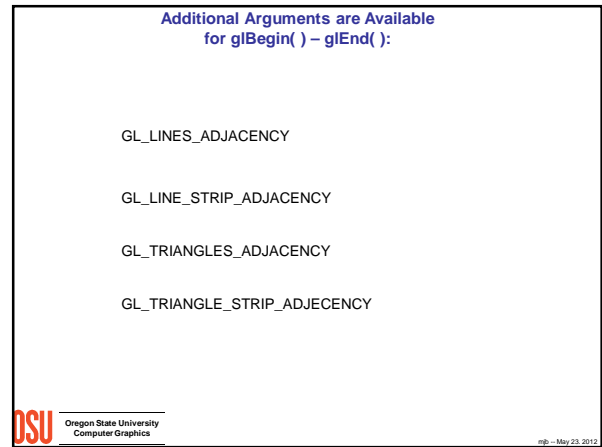 Additional Arguments are Available
for glBegin( ) – glEnd( ):
GL_LINES_ADJACENCY
GL_LINE_STRIP_ADJACENCY
GL_TRIANGLES_ADJACENCY
GL_TRIANGLE_STRIP_ADJECENCY
OSU
Oregon State University
Computer Graphics
mjb – May 23, 2012